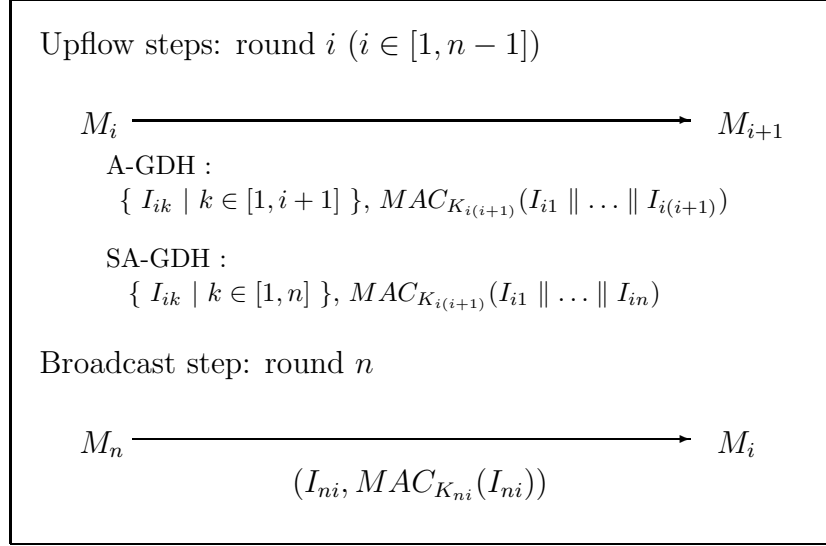 Upflow steps: round i (i ∈ [1, n − 1])
M_i M_{i+1}
A-GDH :
{ I_{ik} | k ∈ [1, i + 1] }, MAC_{K_{i(i+1)}}(I_{i1} ∥ … ∥ I_{i(i+1)})
SA-GDH :
{ I_{ik} | k ∈ [1, n] }, MAC_{K_{i(i+1)}}(I_{i1} ∥ … ∥ I_{in})
Broadcast step: round n
M_n M_i
(I_{ni}, MAC_{K_{ni}}(I_{ni}))